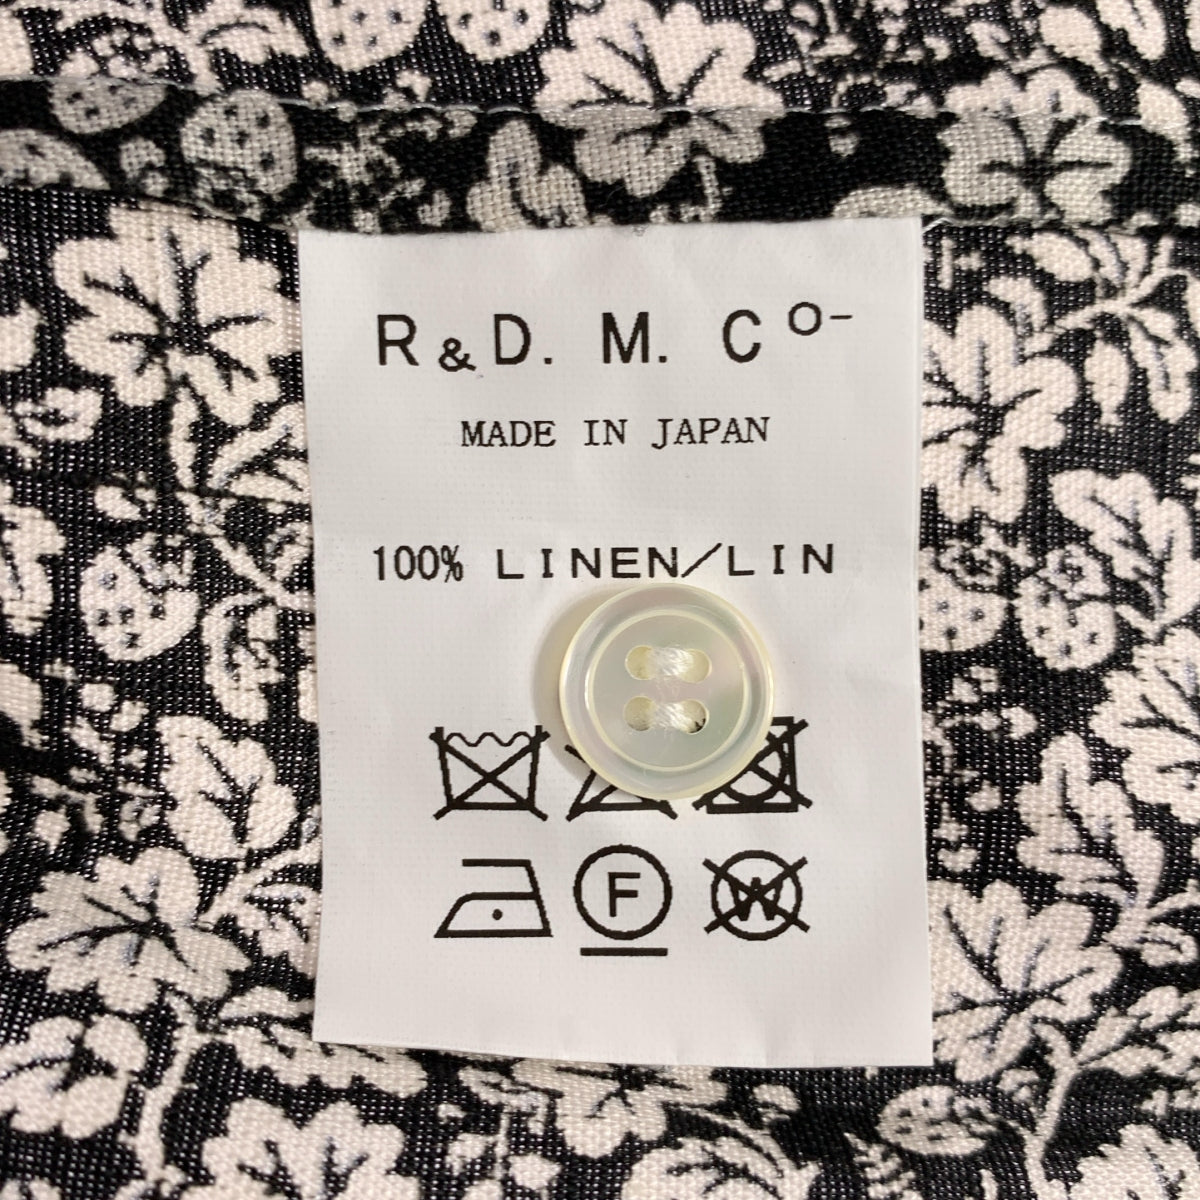 R&D. M. Co-
MADE IN JAPAN
100% LINEN/LIN
F W